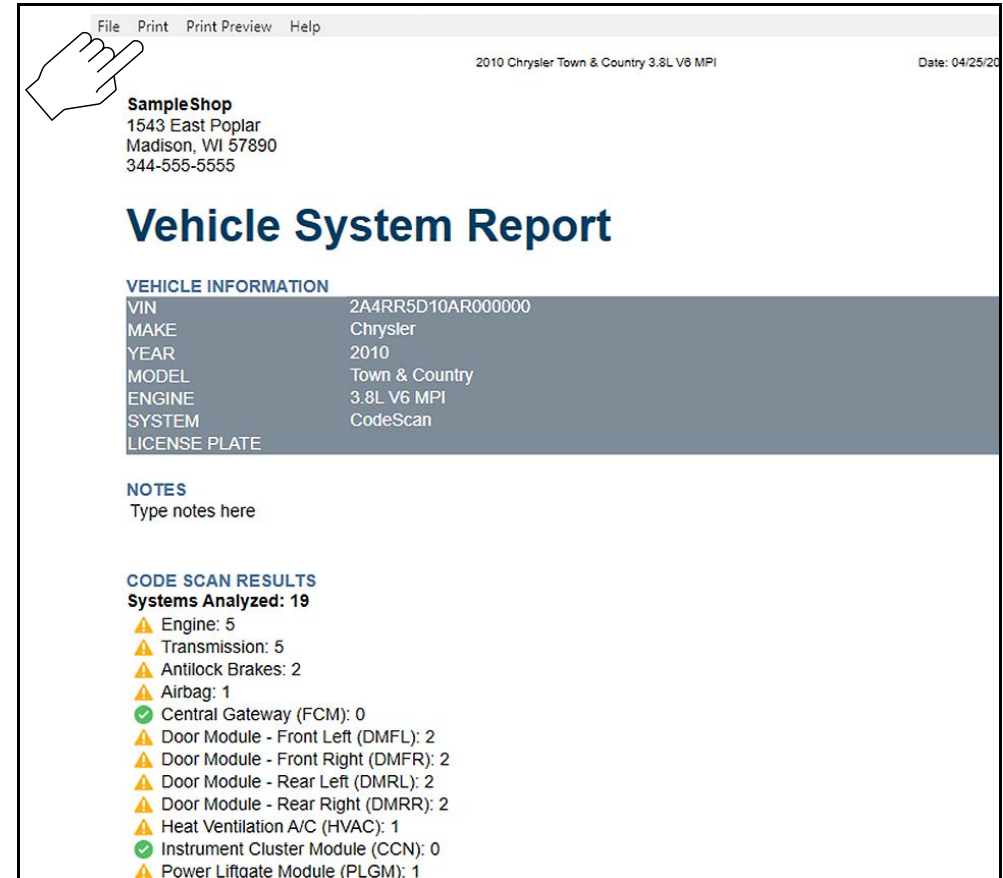 File Print Print Preview Help
2010 Chrysler Town & Country 3.8L V6 MPI Date: 04/25/20
SampleShop
1543 East Poplar
Madison, WI 57890
344-555-5555
Vehicle System Report
VEHICLE INFORMATION
VIN 2A4RR5D10AR000000
MAKE Chrysler
YEAR 2010
MODEL Town & Country
ENGINE 3.8L V6 MPI
SYSTEM CodeScan
LICENSE PLATE
NOTES
Type notes here
CODE SCAN RESULTS
Systems Analyzed: 19
Engine: 5
Transmission: 5
Antilock Brakes: 2
Airbag: 1
Central Gateway (FCM): 0
Door Module - Front Left (DMFL): 2
Door Module - Front Right (DMFR): 2
Door Module - Rear Left (DMRL): 2
Door Module - Rear Right (DMRR): 2
Heat Ventilation A/C (HVAC): 1
Instrument Cluster Module (CCN): 0
Power Liftgate Module (PLGM): 1